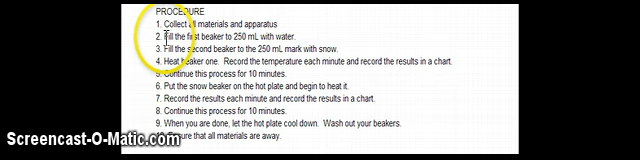 PROCEDURE
1. Collect all materials and apparatus
2. Fill the first beaker to 250 mL with water.
3. Fill the second beaker to the 250 mL mark with snow.
4. Heat beaker one. Record the temperature each minute and record the results in a chart.
5. Continue this process for 10 minutes.
6. Put the snow beaker on the hot plate and begin to heat it.
7. Record the results each minute and record the results in a chart.
8. Continue this process for 10 minutes.
9. When you are done, let the hot plate cool down. Wash out your beakers.
10. Ensure that all materials are away.
Screencast-O-Matic.com